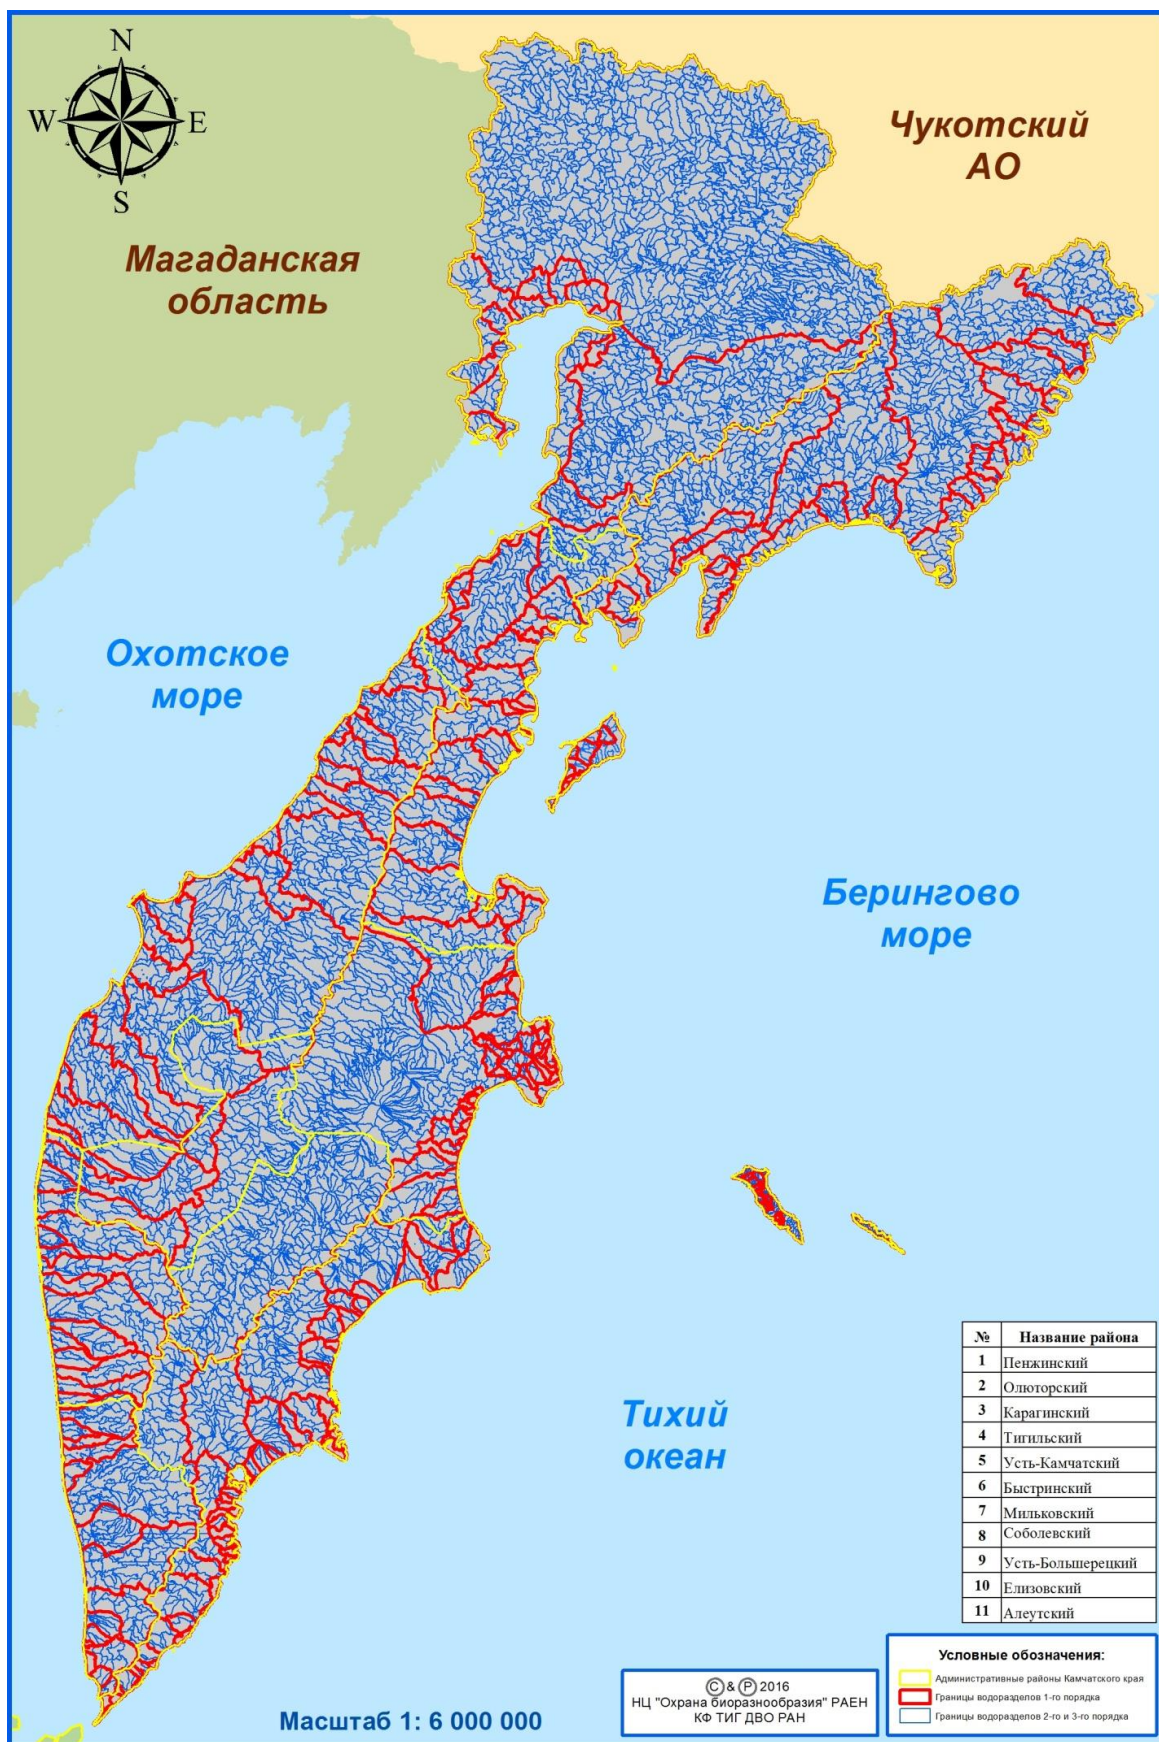 N
W
E
S
Чукотский
АО
Магаданская
область
Охотское
море
Берингово
море
Тихий
океан
№ Название района
1 Пенжинский
2 Олюторский
3 Карагинский
4 Тигильский
5 Усть-Камчатский
6 Быстринский
7 Мильковский
8 Соболевский
9 Усть-Большерецкий
10 Елизовский
11 Алеутский
Условные обозначения:
Административные районы Камчатского края
Границы водоразделов 1-го порядка
Границы водоразделов 2-го и 3-го порядка
© & ℗ 2016
НЦ "Охрана биоразнообразия" РАЕН
КФ ТИГ ДВО РАН
Масштаб 1: 6 000 000